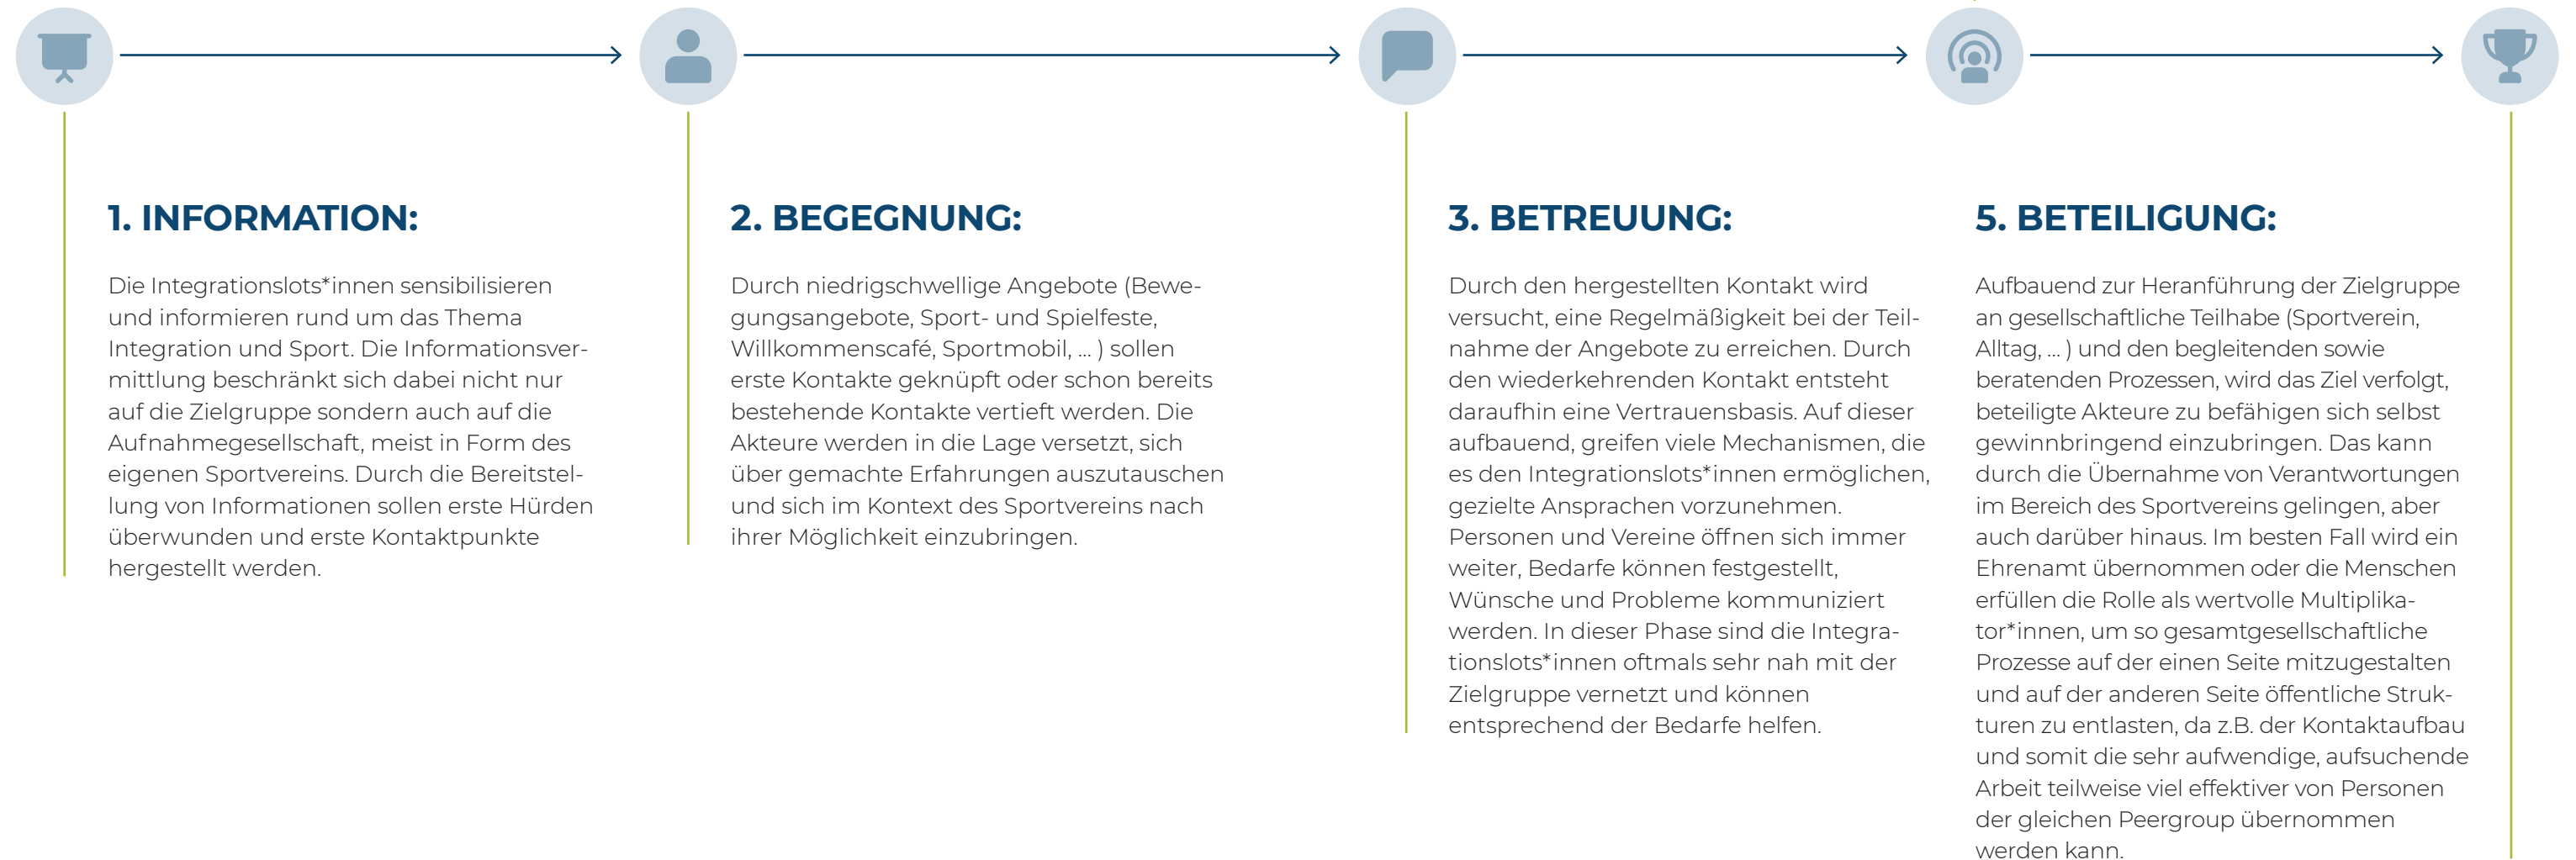 1. INFORMATION:
Die Integrationslots*innen sensibilisieren
und informieren rund um das Thema
Integration und Sport. Die Informationsver-
mittlung beschränkt sich dabei nicht nur
auf die Zielgruppe sondern auch auf die
Aufnahmegesellschaft, meist in Form des
eigenen Sportvereins. Durch die Bereitstel-
lung von Informationen sollen erste Hürden
überwunden und erste Kontaktpunkte
hergestellt werden.
2. BEGEGNUNG:
Durch niedrigschwellige Angebote (Bewe-
gungsangebote, Sport- und Spielfeste,
Willkommenscafé, Sportmobil, ... ) sollen
erste Kontakte geknüpft oder schon bereits
bestehende Kontakte vertieft werden. Die
Akteure werden in die Lage versetzt, sich
über gemachte Erfahrungen auszutauschen
und sich im Kontext des Sportvereins nach
ihrer Möglichkeit einzubringen.
3. BETREUUNG:
Durch den hergestellten Kontakt wird
versucht, eine Regelmäßigkeit bei der Teil-
nahme der Angebote zu erreichen. Durch
den wiederkehrenden Kontakt entsteht
daraufhin eine Vertrauensbasis. Auf dieser
aufbauend, greifen viele Mechanismen, die
es den Integrationslots*innen ermöglichen,
gezielte Ansprachen vorzunehmen.
Personen und Vereine öffnen sich immer
weiter, Bedarfe können festgestellt,
Wünsche und Probleme kommuniziert
werden. In dieser Phase sind die Integra-
tionslots*innen oftmals sehr nah mit der
Zielgruppe vernetzt und können
entsprechend der Bedarfe helfen.
5. BETEILIGUNG:
Aufbauend zur Heranführung der Zielgruppe
an gesellschaftliche Teilhabe (Sportverein,
Alltag, ... ) und den begleitenden sowie
beratenden Prozessen, wird das Ziel verfolgt,
beteiligte Akteure zu befähigen sich selbst
gewinnbringend einzubringen. Das kann
durch die Übernahme von Verantwortungen
im Bereich des Sportvereins gelingen, aber
auch darüber hinaus. Im besten Fall wird ein
Ehrenamt übernommen oder die Menschen
erfüllen die Rolle als wertvolle Multiplika-
tor*innen, um so gesamtgesellschaftliche
Prozesse auf der einen Seite mitzugestalten
und auf der anderen Seite öffentliche Struk-
turen zu entlasten, da z.B. der Kontaktaufbau
und somit die sehr aufwendige, aufsuchende
Arbeit teilweise viel effektiver von Personen
der gleichen Peergroup übernommen
werden kann.